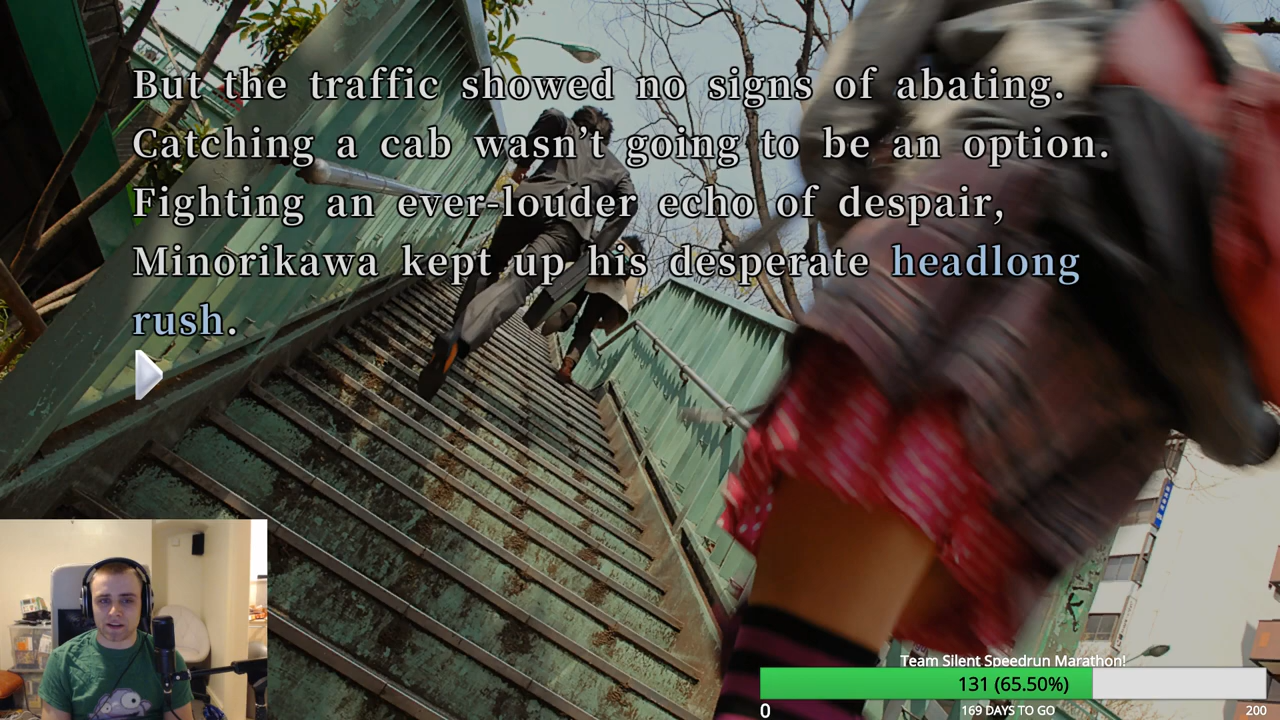 But the traffic showed no signs of abating.
Catching a cab wasn't going to be an option.
Fighting an ever-louder echo of despair,
Minorikawa kept up his desperate headlong
rush.
Team Silent Speedrun Marathon!
131 (65.50%)
0
169 DAYS TO GO
200